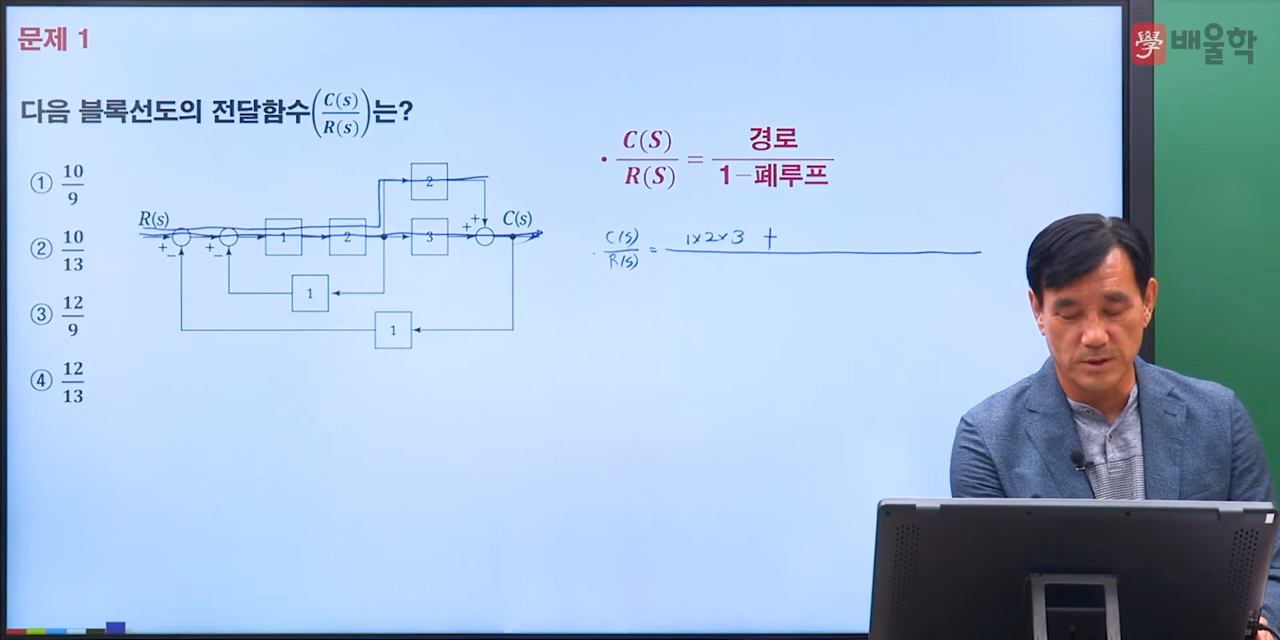 문제 1
學 배울학
다음 블록선도의 전달함수(C(s)/R(s))는?
① 10/9
② 10/13
③ 12/9
④ 12/13
R(s)
C(s)
+
−
+
−
1
2
2
3
+
+
1
1
· C(S)/R(S) = 경로/1−폐루프
· C(s)/R(s) = 1×2×3 +